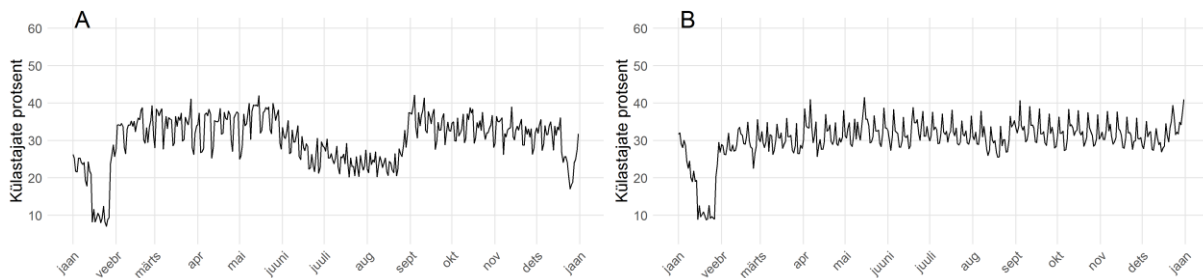 A
Külastajate protsent
60
50
40
30
20
10
jaan
veebr
märts
apr
mai
juuni
juuli
aug
sept
okt
nov
dets
jaan
B
Külastajate protsent
60
50
40
30
20
10
jaan
veebr
märts
apr
mai
juuni
juuli
aug
sept
okt
nov
dets
jaan